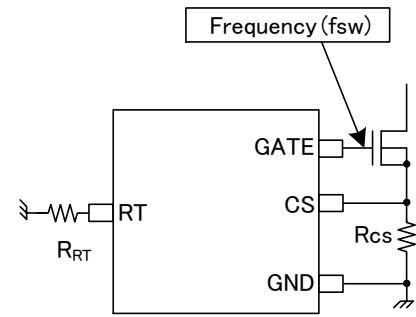 Frequency(fsw)
GATE
RT
CS
RRT
Rcs
GND